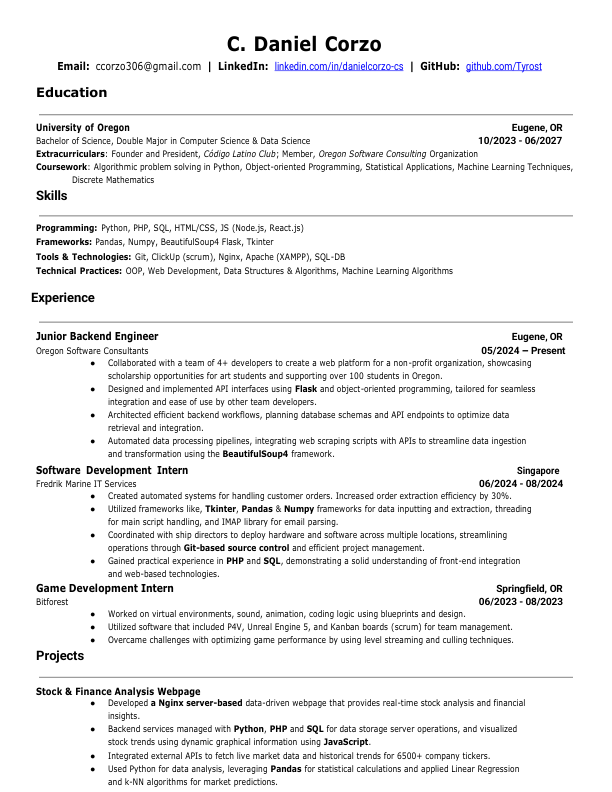 C. Daniel Corzo
Email: ccorzo306@gmail.com | LinkedIn: linkedin.com/in/danielcorzo-cs | GitHub: github.com/Tyrost
Education
University of Oregon Eugene, OR
Bachelor of Science, Double Major in Computer Science & Data Science 10/2023 - 06/2027
Extracurriculars: Founder and President, Código Latino Club; Member, Oregon Software Consulting Organization
Coursework: Algorithmic problem solving in Python, Object-oriented Programming, Statistical Applications, Machine Learning Techniques,
Discrete Mathematics
Skills
Programming: Python, PHP, SQL, HTML/CSS, JS (Node.js, React.js)
Frameworks: Pandas, Numpy, BeautifulSoup4 Flask, Tkinter
Tools & Technologies: Git, ClickUp (scrum), Nginx, Apache (XAMPP), SQL-DB
Technical Practices: OOP, Web Development, Data Structures & Algorithms, Machine Learning Algorithms
Experience
Junior Backend Engineer Eugene, OR
Oregon Software Consultants 05/2024 – Present
● Collaborated with a team of 4+ developers to create a web platform for a non-profit organization, showcasing
scholarship opportunities for art students and supporting over 100 students in Oregon.
● Designed and implemented API interfaces using Flask and object-oriented programming, tailored for seamless
integration and ease of use by other team developers.
● Architected efficient backend workflows, planning database schemas and API endpoints to optimize data
retrieval and integration.
● Automated data processing pipelines, integrating web scraping scripts with APIs to streamline data ingestion
and transformation using the BeautifulSoup4 framework.
Software Development Intern Singapore
Fredrik Marine IT Services 06/2024 - 08/2024
● Created automated systems for handling customer orders. Increased order extraction efficiency by 30%.
● Utilized frameworks like, Tkinter, Pandas & Numpy frameworks for data inputting and extraction, threading
for main script handling, and IMAP library for email parsing.
● Coordinated with ship directors to deploy hardware and software across multiple locations, streamlining
operations through Git-based source control and efficient project management.
● Gained practical experience in PHP and SQL, demonstrating a solid understanding of front-end integration
and web-based technologies.
Game Development Intern Springfield, OR
Bitforest 06/2023 - 08/2023
● Worked on virtual environments, sound, animation, coding logic using blueprints and design.
● Utilized software that included P4V, Unreal Engine 5, and Kanban boards (scrum) for team management.
● Overcame challenges with optimizing game performance by using level streaming and culling techniques.
Projects
Stock & Finance Analysis Webpage
● Developed a Nginx server-based data-driven webpage that provides real-time stock analysis and financial
insights.
● Backend services managed with Python, PHP and SQL for data storage server operations, and visualized
stock trends using dynamic graphical information using JavaScript.
● Integrated external APIs to fetch live market data and historical trends for 6500+ company tickers.
● Used Python for data analysis, leveraging Pandas for statistical calculations and applied Linear Regression
and k-NN algorithms for market predictions.